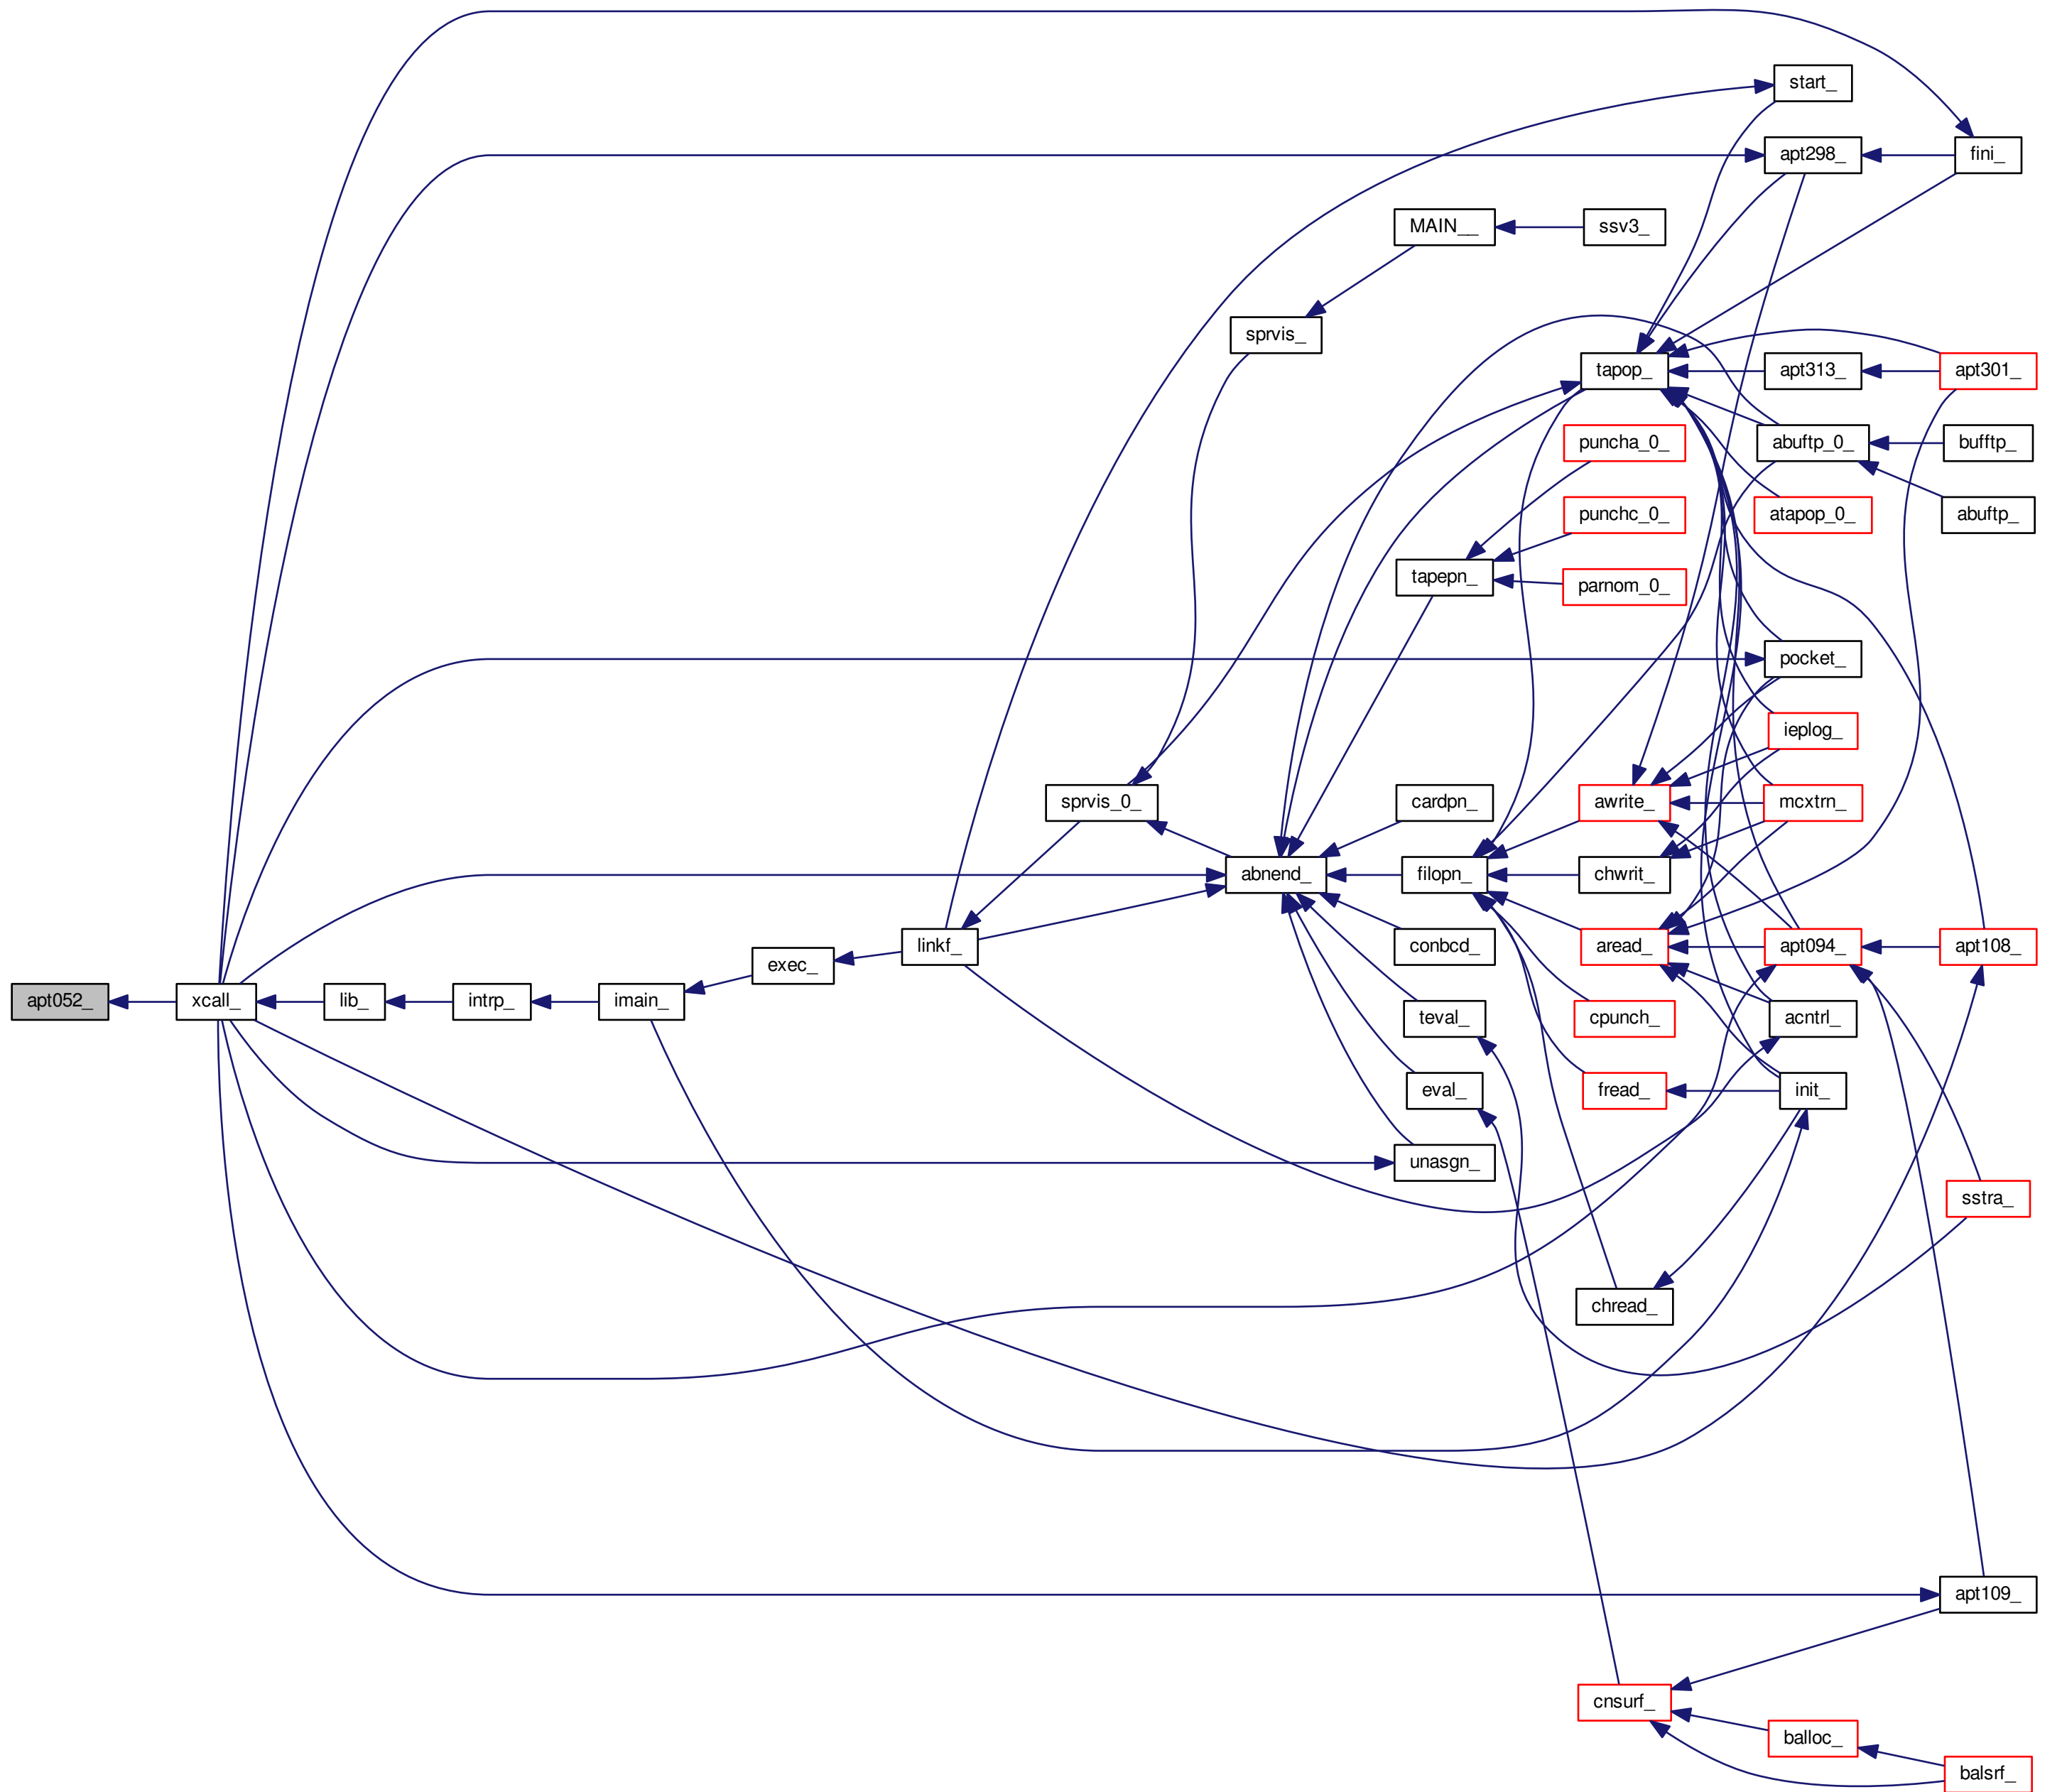 start_
apt298_
fini_
MAIN__
ssv3_
sprvis_
tapop_
apt313_
apt301_
puncha_0_
abuftp_0_
bufftp_
punchc_0_
atapop_0_
abuftp_
tapepn_
parnom_0_
pocket_
ieplog_
sprvis_0_
cardpn_
awrite_
mcxtrn_
abnend_
filopn_
chwrit_
linkf_
conbcd_
aread_
apt094_
apt108_
exec_
apt052_
xcall_
lib_
intrp_
imain_
teval_
cpunch_
acntrl_
eval_
fread_
init_
unasgn_
sstra_
chread_
apt109_
cnsurf_
balloc_
balsrf_